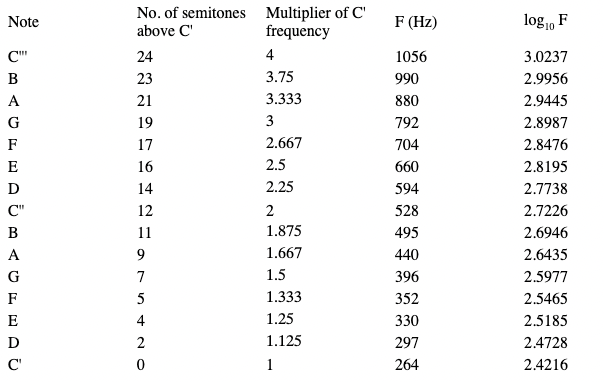 Note No. of semitones above C' Multiplier of C' frequency F (Hz) log10 F
C''' 24 4 1056 3.0237
B 23 3.75 990 2.9956
A 21 3.333 880 2.9445
G 19 3 792 2.8987
F 17 2.667 704 2.8476
E 16 2.5 660 2.8195
D 14 2.25 594 2.7738
C'' 12 2 528 2.7226
B 11 1.875 495 2.6946
A 9 1.667 440 2.6435
G 7 1.5 396 2.5977
F 5 1.333 352 2.5465
E 4 1.25 330 2.5185
D 2 1.125 297 2.4728
C' 0 1 264 2.4216